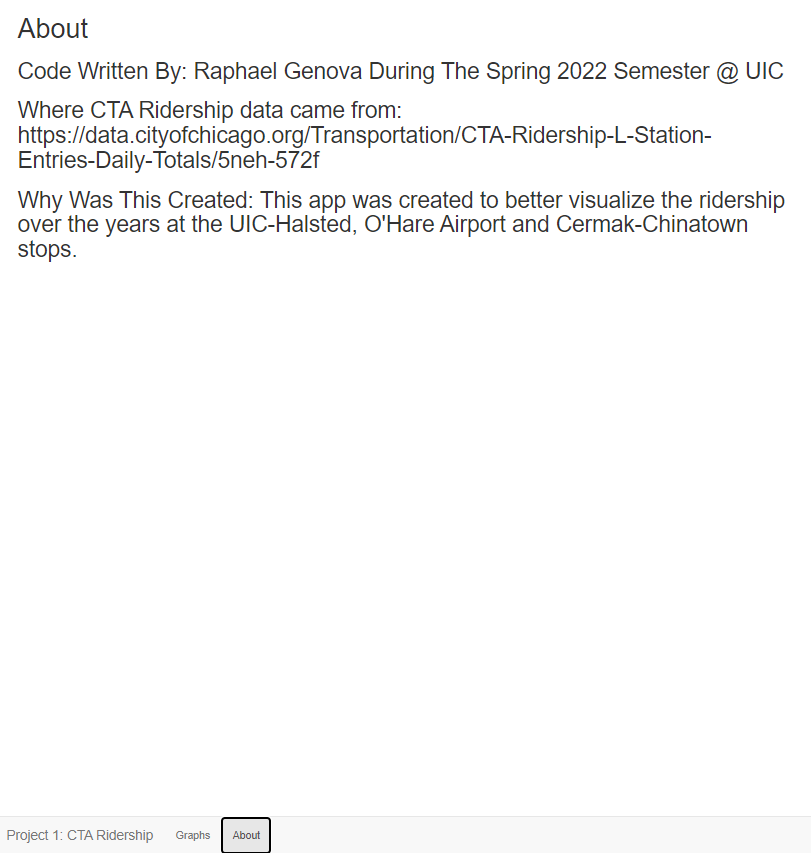 About
Code Written By: Raphael Genova During The Spring 2022 Semester @ UIC
Where CTA Ridership data came from:
https://data.cityofchicago.org/Transportation/CTA-Ridership-L-Station-
Entries-Daily-Totals/5neh-572f
Why Was This Created: This app was created to better visualize the ridership
over the years at the UIC-Halsted, O'Hare Airport and Cermak-Chinatown
stops.
Project 1: CTA Ridership Graphs About